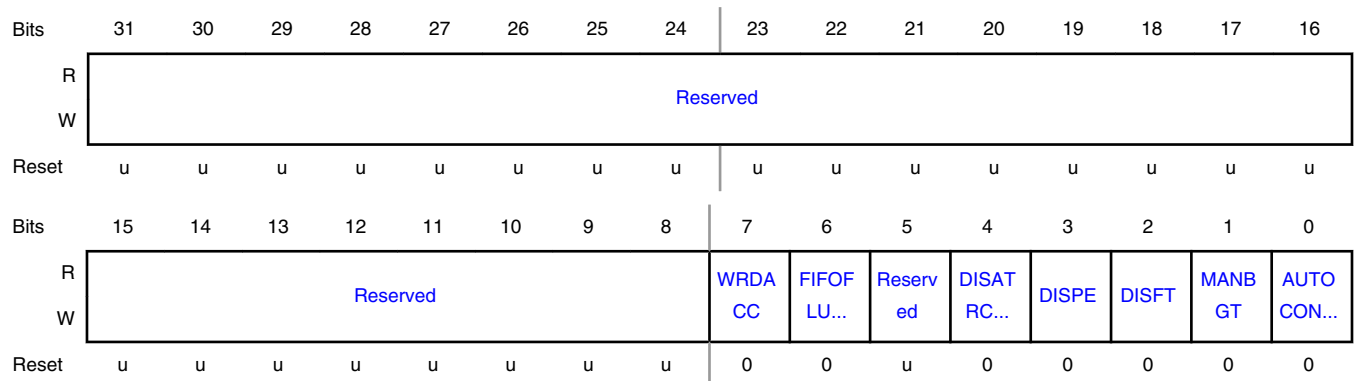 Bits 31 30 29 28 27 26 25 24 23 22 21 20 19 18 17 16
R
Reserved
W
Reset u u u u u u u u u u u u u u u u
Bits 15 14 13 12 11 10 9 8 7 6 5 4 3 2 1 0
R Reserved WRDA FIFOF Reserv DISAT DISPE DISFT MANB AUTO
W CC LU... ed RC... GT CON...
Reset u u u u u u u u 0 0 u 0 0 0 0 0